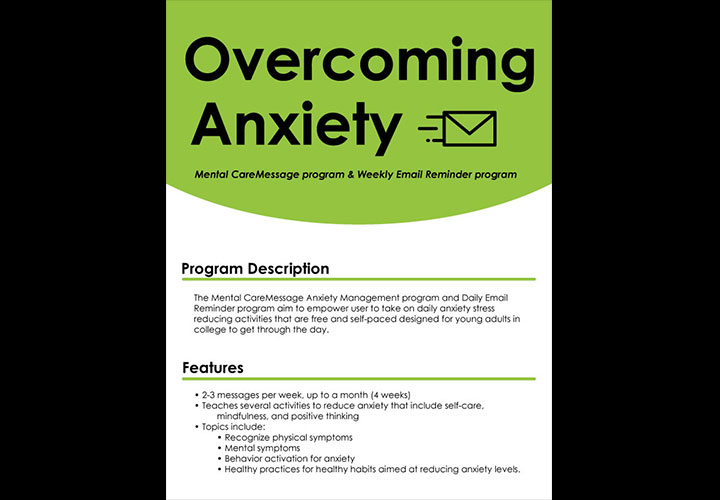 Overcoming
Anxiety
Mental CareMessage program & Weekly Email Reminder program
Program Description
The Mental CareMessage Anxiety Management program and Daily Email
Reminder program aim to empower user to take on daily anxiety stress
reducing activities that are free and self-paced designed for young adults in
college to get through the day.
Features
• 2-3 messages per week, up to a month (4 weeks)
• Teaches several activities to reduce anxiety that include self-care,
mindfulness, and positive thinking
• Topics include:
• Recognize physical symptoms
• Mental symptoms
• Behavior activation for anxiety
• Healthy practices for healthy habits aimed at reducing anxiety levels.